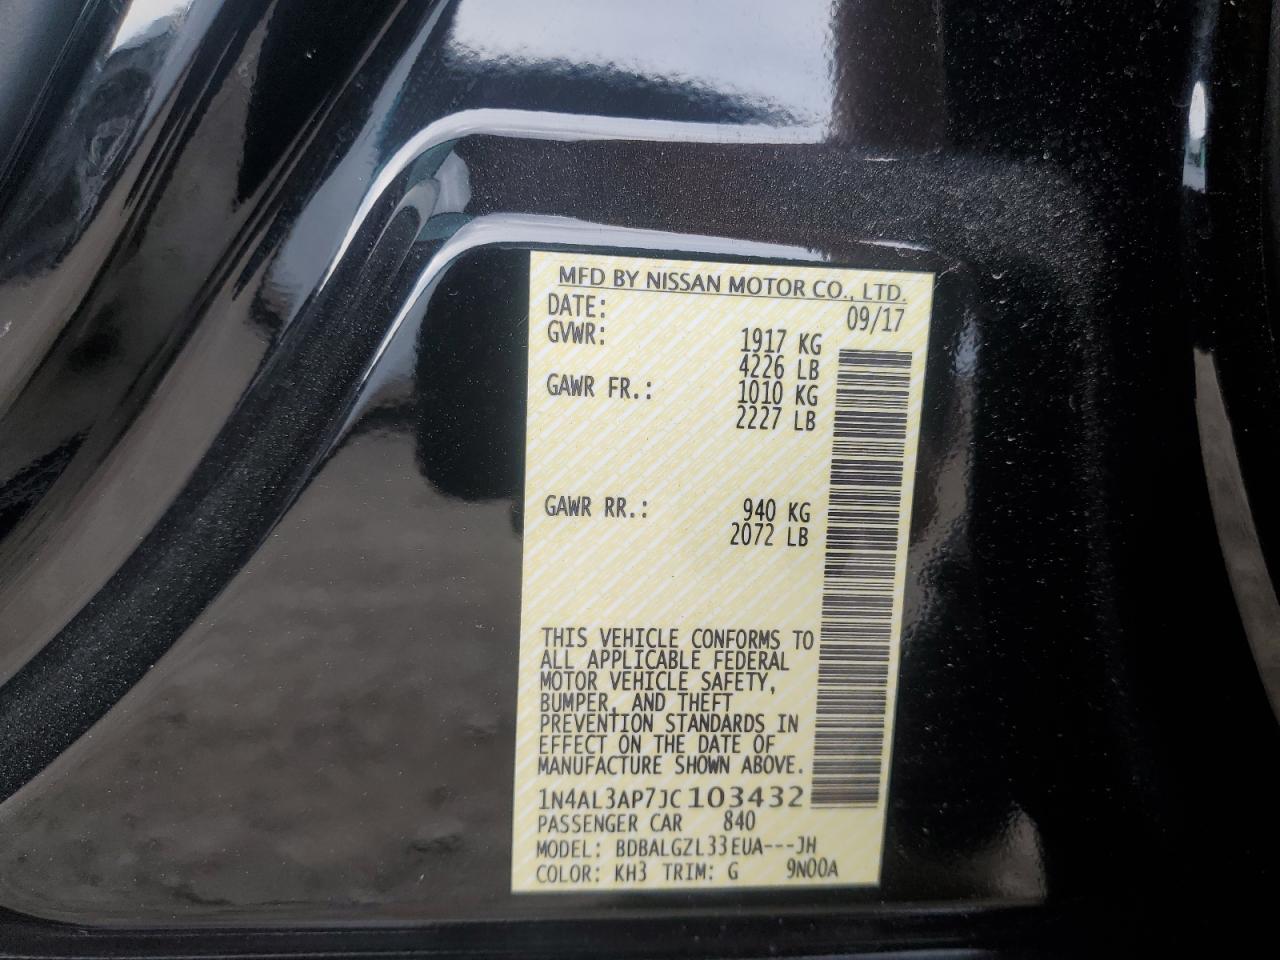 MFD BY NISSAN MOTOR CO., LTD.
DATE: 09/17
GVWR: 1917 KG
4226 LB
GAWR FR.: 1010 KG
2227 LB
GAWR RR.: 940 KG
2072 LB
THIS VEHICLE CONFORMS TO
ALL APPLICABLE FEDERAL
MOTOR VEHICLE SAFETY,
BUMPER, AND THEFT
PREVENTION STANDARDS IN
EFFECT ON THE DATE OF
MANUFACTURE SHOWN ABOVE.
1N4AL3AP7JC103432
PASSENGER CAR 840
MODEL: BDBALGZL33EUA---JH
COLOR: KH3 TRIM: G 9N00A